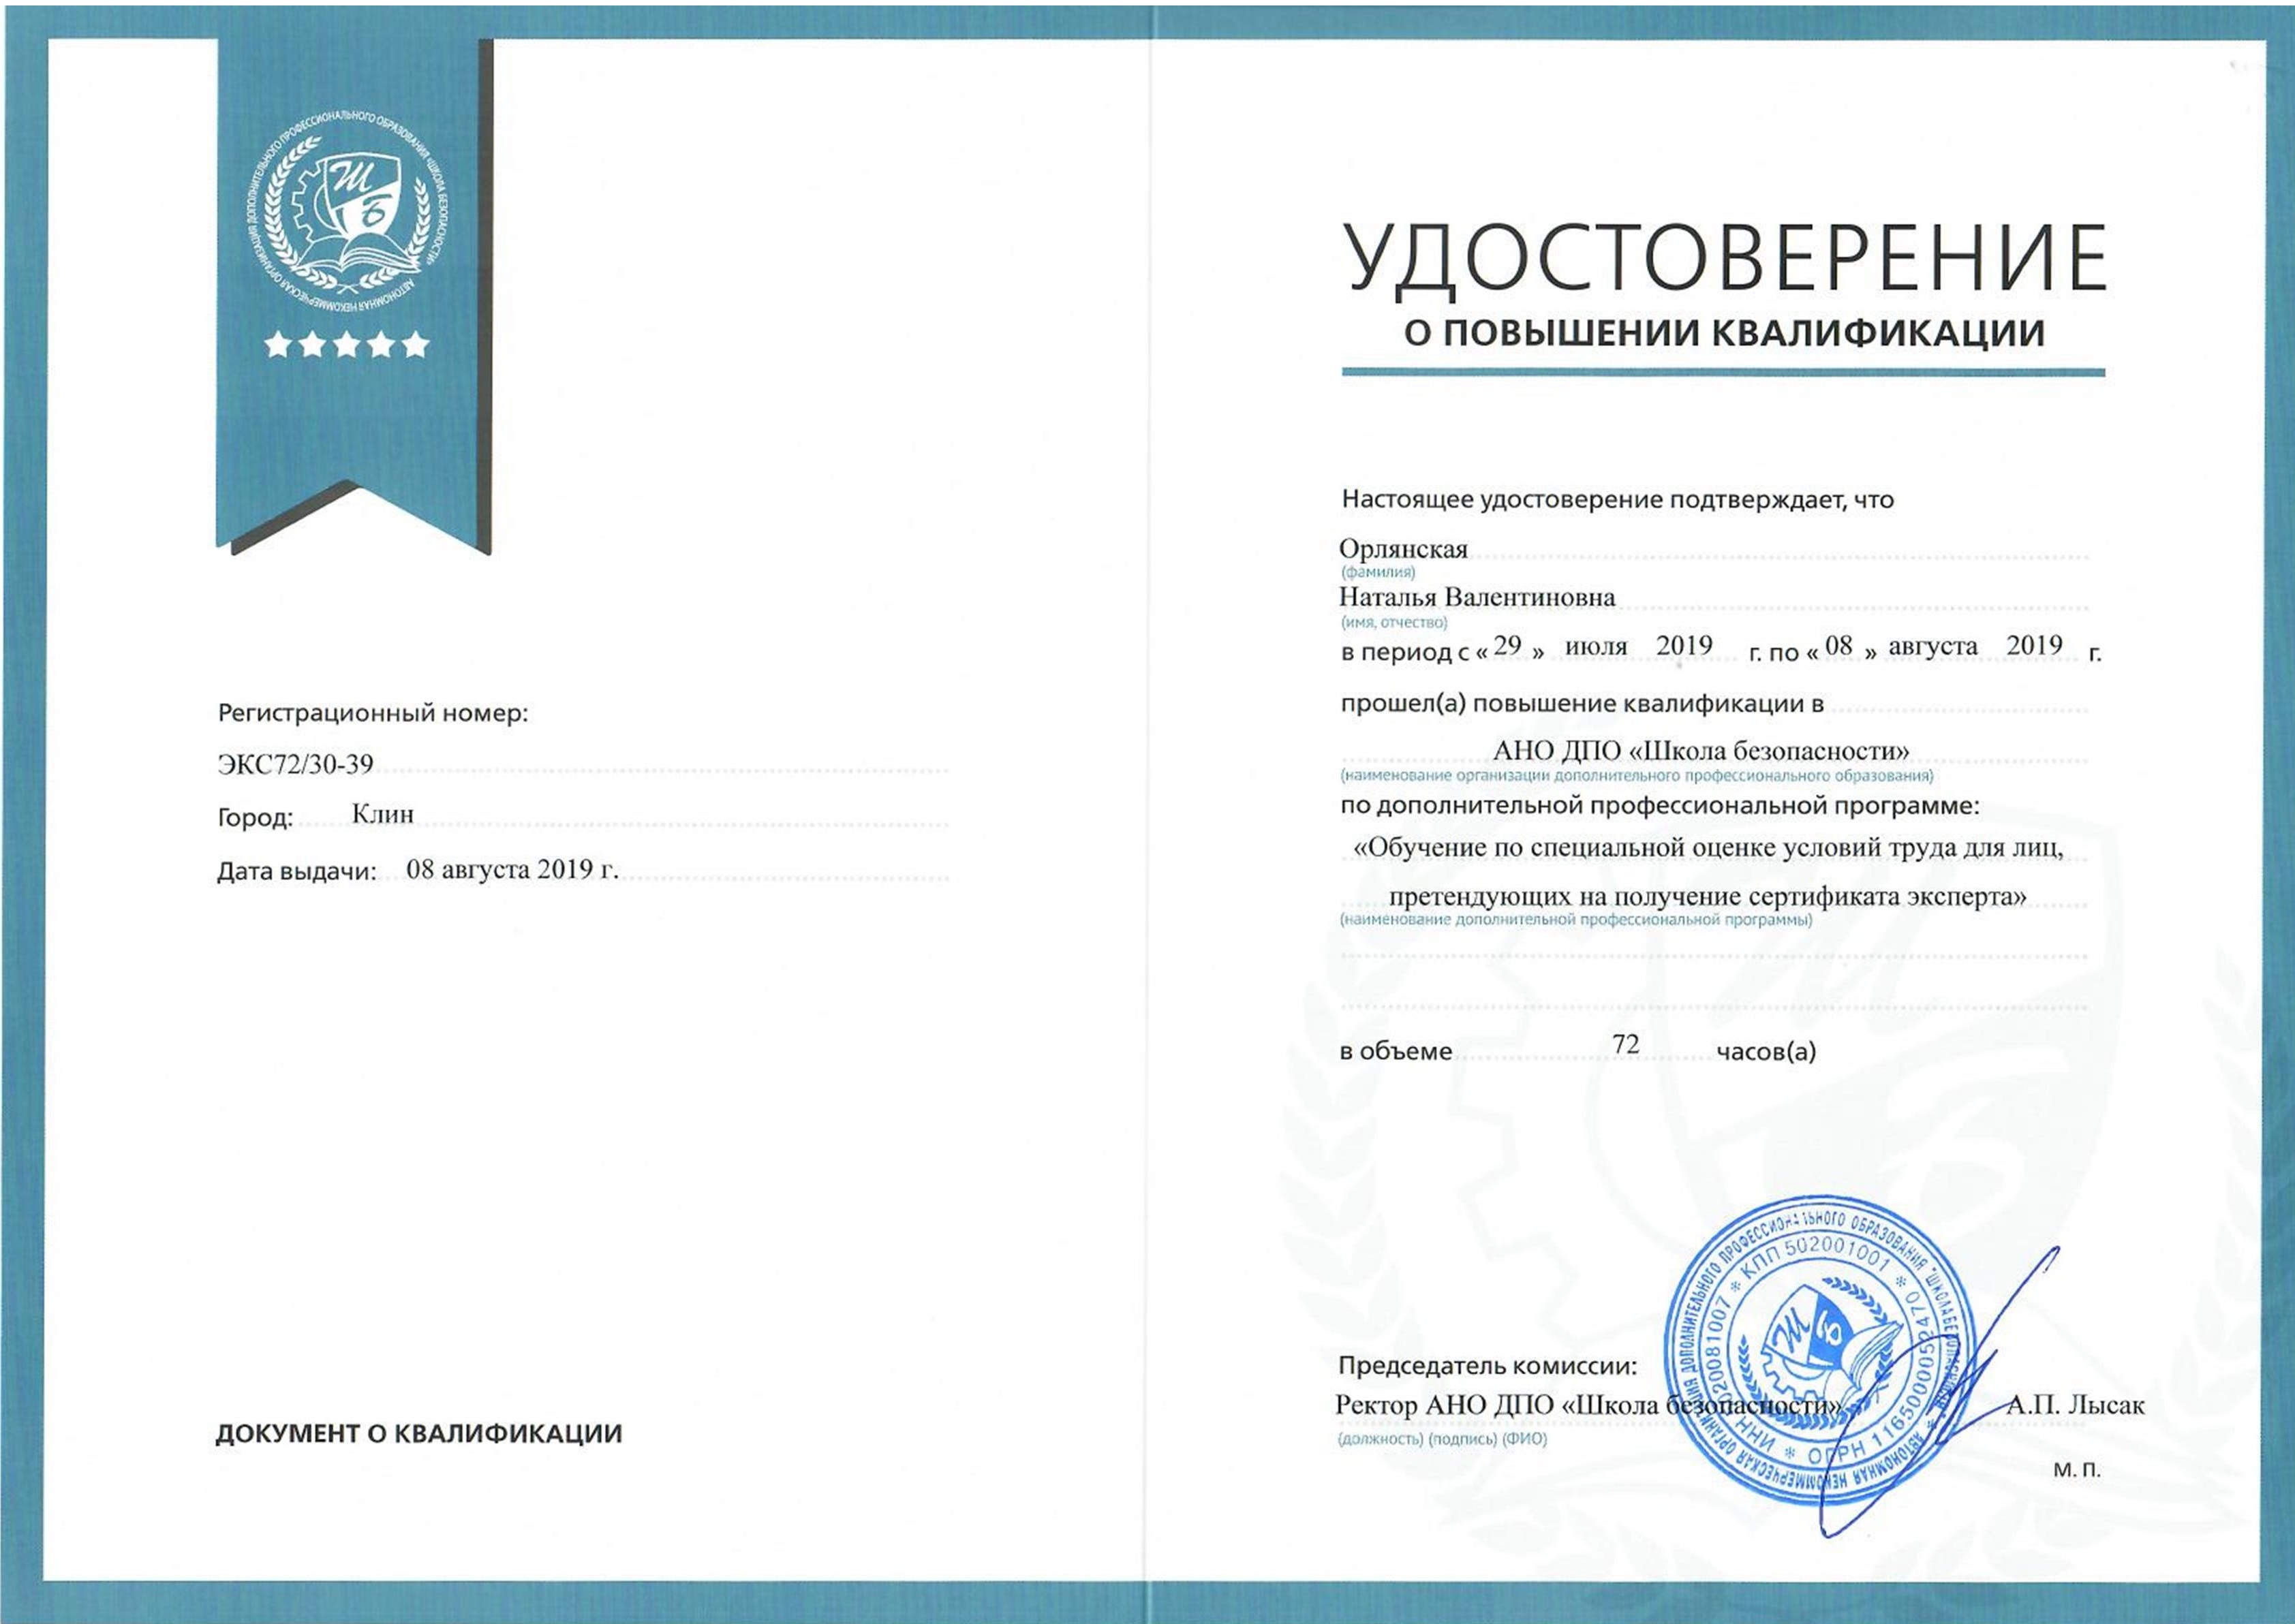 АВТОНОМНАЯ НЕКОММЕРЧЕСКАЯ ОРГАНИЗАЦИЯ ДОПОЛНИТЕЛЬНОГО ПРОФЕССИОНАЛЬНОГО ОБРАЗОВАНИЯ «ШКОЛА БЕЗОПАСНОСТИ»
Ш
Б
Регистрационный номер:
ЭКС72/30-39
Город: Клин
Дата выдачи: 08 августа 2019 г.
ДОКУМЕНТ О КВАЛИФИКАЦИИ
УДОСТОВЕРЕНИЕ
О ПОВЫШЕНИИ КВАЛИФИКАЦИИ
Настоящее удостоверение подтверждает, что
Орлянская
(фамилия)
Наталья Валентиновна
(имя, отчество)
в период с « 29 » июля 2019 г. по « 08 » августа 2019 г.
прошел(а) повышение квалификации в
АНО ДПО «Школа безопасности»
(наименование организации дополнительного профессионального образования)
по дополнительной профессиональной программе:
«Обучение по специальной оценке условий труда для лиц,
претендующих на получение сертификата эксперта»
(наименование дополнительной профессиональной программы)
в объеме 72 часов(а)
Председатель комиссии:
Ректор АНО ДПО «Школа безопасности» А.П. Лысак
(должность) (подпись) (ФИО)
М. П.
АВТОНОМНАЯ НЕКОММЕРЧЕСКАЯ ОРГАНИЗАЦИЯ ДОПОЛНИТЕЛЬНОГО ПРОФЕССИОНАЛЬНОГО ОБРАЗОВАНИЯ "ШКОЛА БЕЗОПАСНОСТИ"
ИНН 5020081007 * КПП 502001001 * ОГРН 1165000052470
Ш
Б